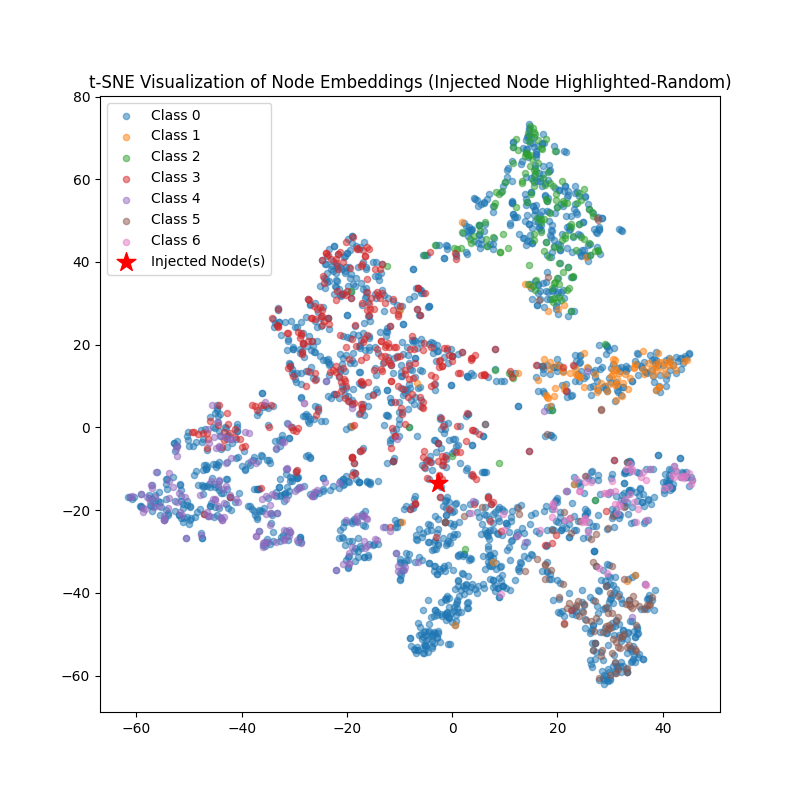 t-SNE Visualization of Node Embeddings (Injected Node Highlighted-Random)
80
60
40
20
0
−20
−40
−60
Class 0
Class 1
Class 2
Class 3
Class 4
Class 5
Class 6
Injected Node(s)
−60 −40 −20 0 20 40